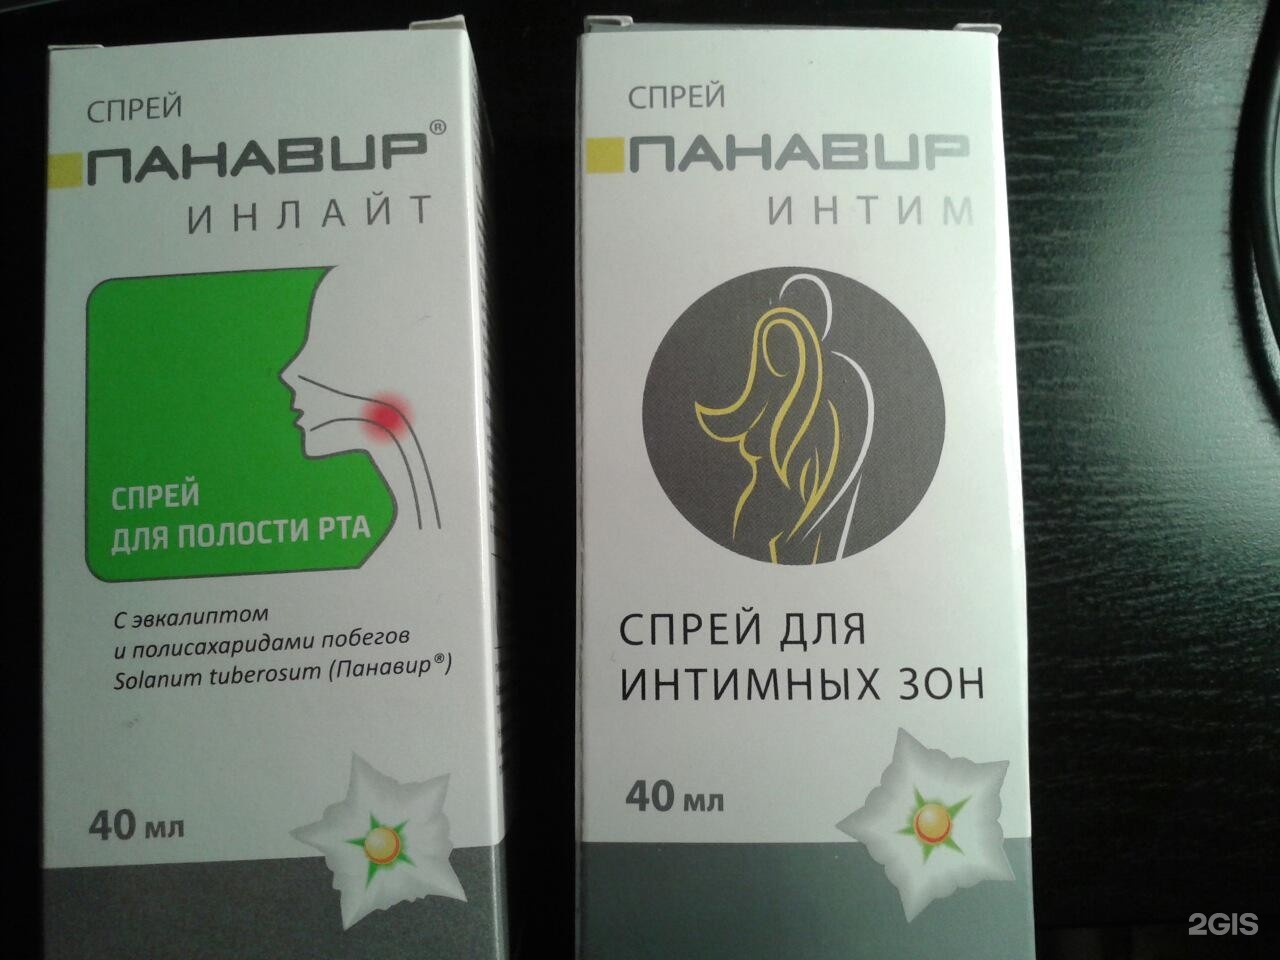 СПРЕЙ
ПАНАВИР®
ИНЛАЙТ
СПРЕЙ
ДЛЯ ПОЛОСТИ РТА
С эвкалиптом
и полисахаридами побегов
Solanum tuberosum (Панавир®)
40 мл
СПРЕЙ
ПАНАВИР
ИНТИМ
СПРЕЙ ДЛЯ
ИНТИМНЫХ ЗОН
40 мл
2GIS